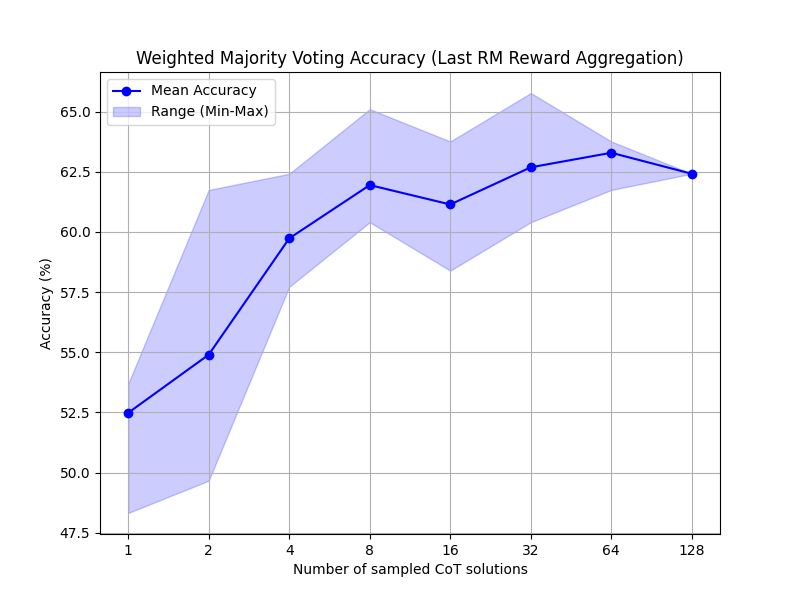 Weighted Majority Voting Accuracy (Last RM Reward Aggregation)
Mean Accuracy
Range (Min-Max)
Accuracy (%)
65.0
62.5
60.0
57.5
55.0
52.5
50.0
47.5
1 2 4 8 16 32 64 128
Number of sampled CoT solutions